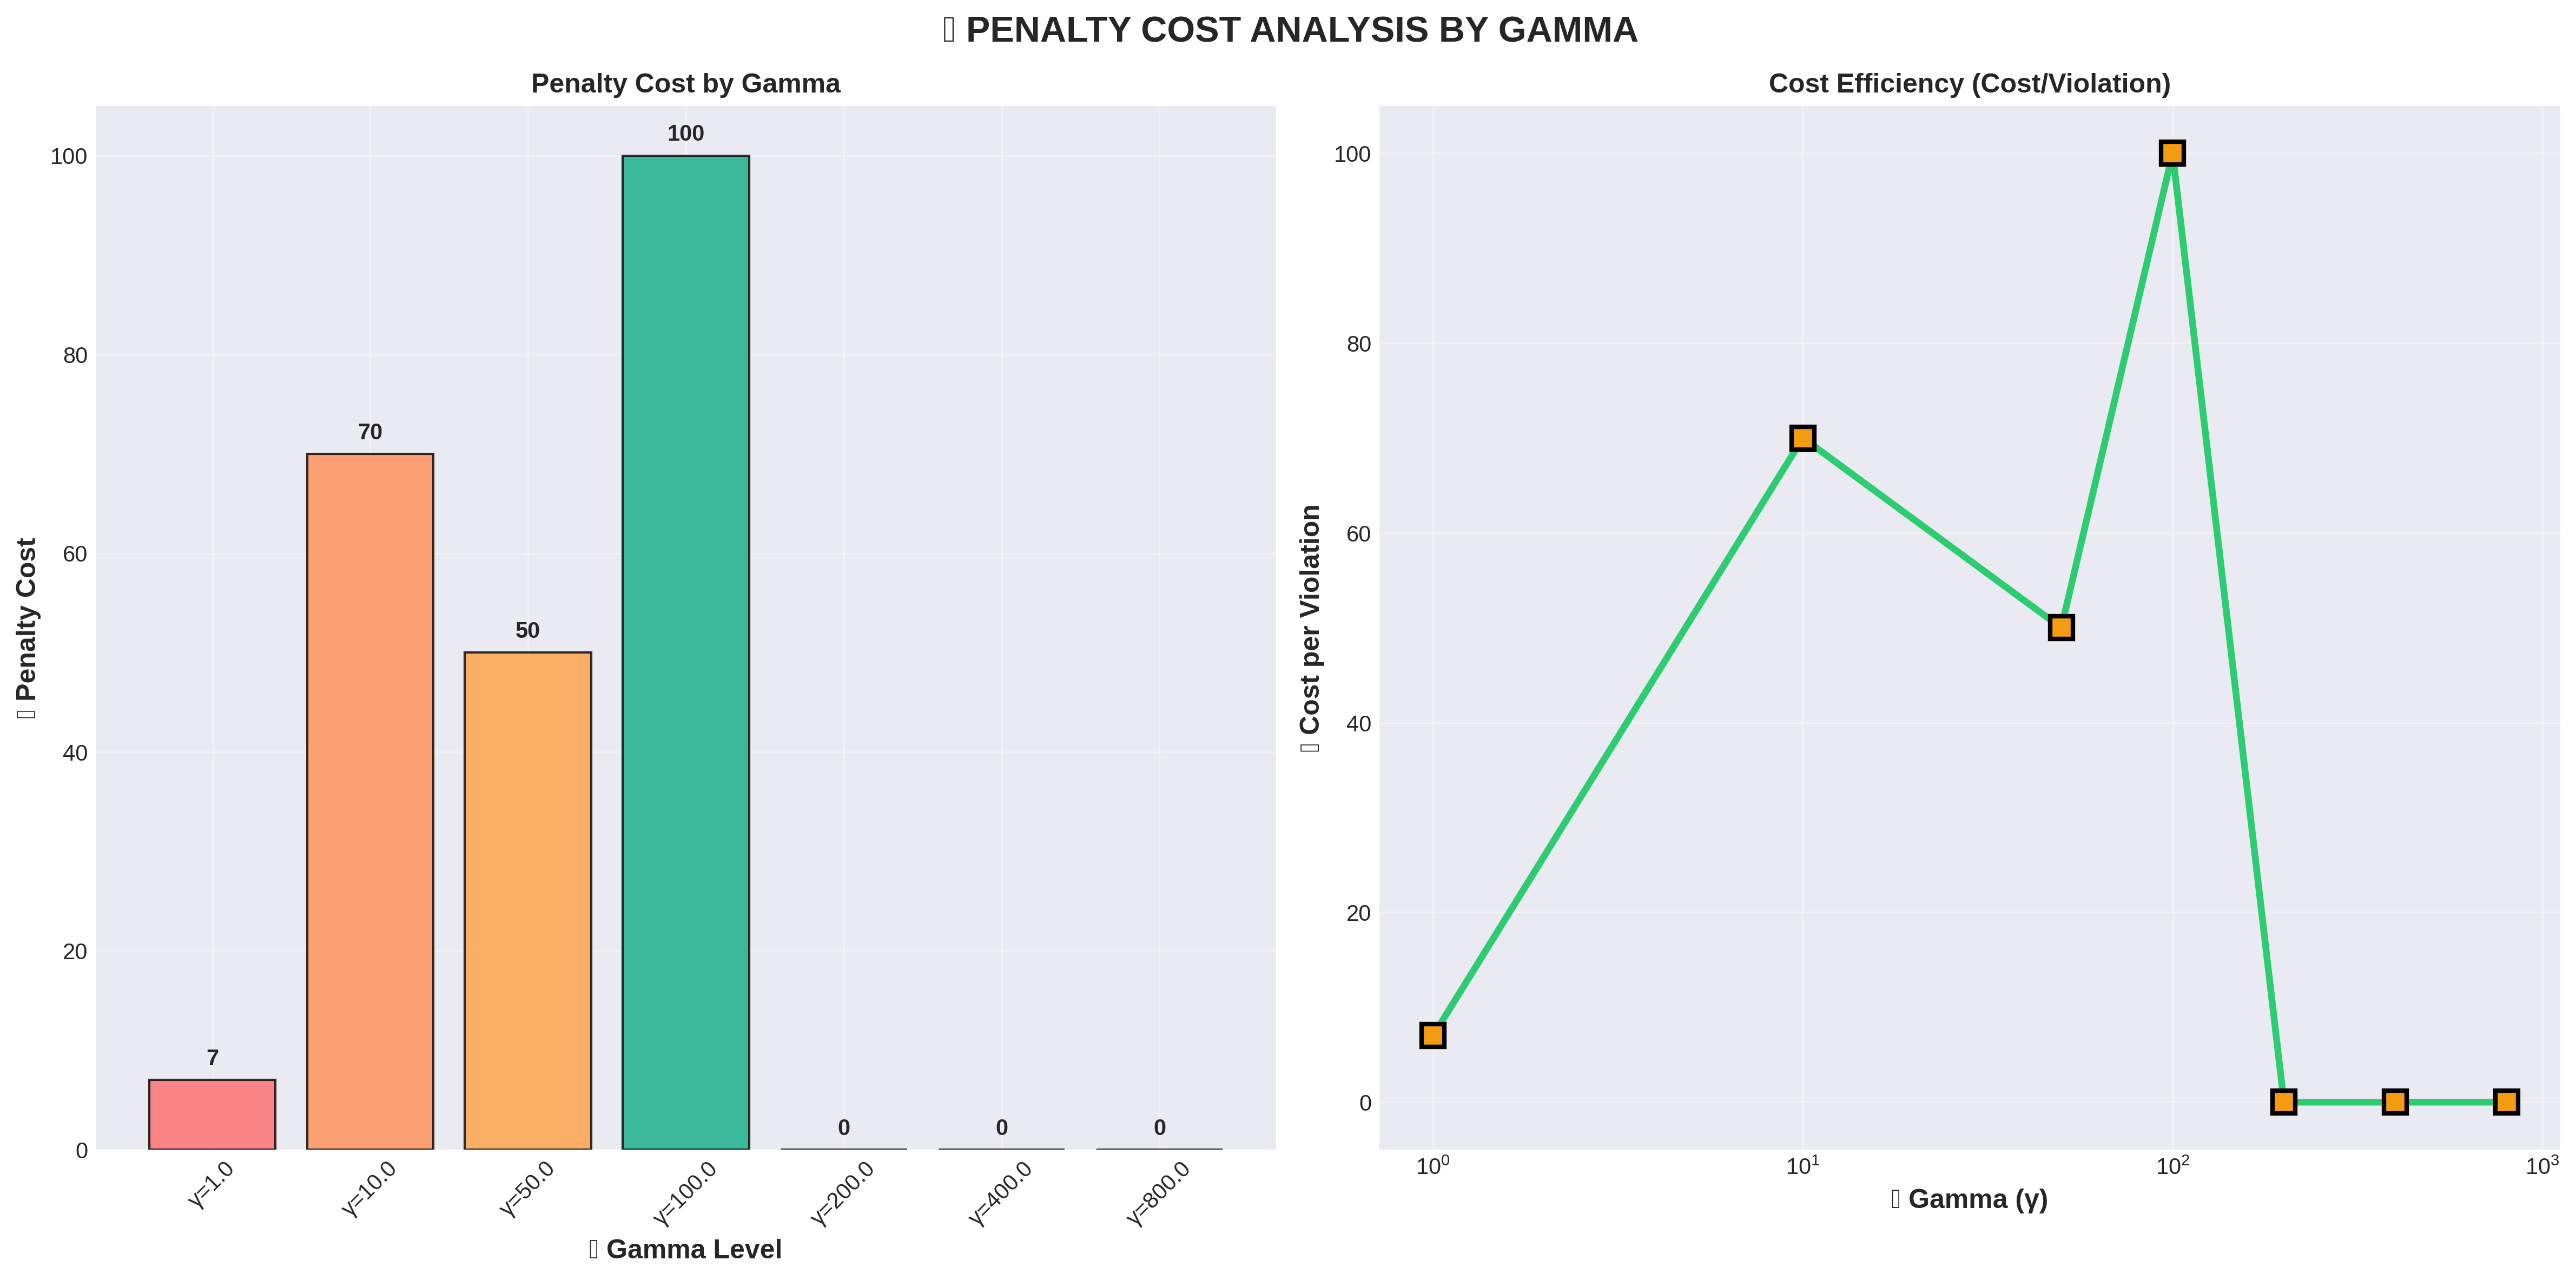 ▯ PENALTY COST ANALYSIS BY GAMMA
Penalty Cost by Gamma
▯ Penalty Cost
100
80
60
40
20
0
7
70
50
100
0
0
0
γ=1.0
γ=10.0
γ=50.0
γ=100.0
γ=200.0
γ=400.0
γ=800.0
▯ Gamma Level
Cost Efficiency (Cost/Violation)
▯ Cost per Violation
100
80
60
40
20
0
10⁰
10¹
10²
10³
▯ Gamma (γ)